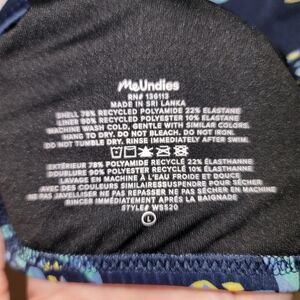 MeUndies
RN# 136113
MADE IN SRI LANKA
SHELL 78% RECYCLED POLYAMIDE 22% ELASTANE
LINER 90% RECYCLED POLYESTER 10% ELASTANE
MACHINE WASH COLD, GENTLE WITH SIMILAR COLORS.
HANG TO DRY. DO NOT BLEACH. DO NOT IRON.
DO NOT TUMBLE DRY. RINSE IMMEDIATELY AFTER SWIM.
EXTÉRIEUR 78% POLYAMIDE RECYCLÉ 22% ÉLASTHANNE
DOUBLURE 90% POLYESTER RECYCLÉ 10% ÉLASTHANNE
LAVAGE EN MACHINE À FROID ET DOUX
AVEC DES COULEURS SIMILAIRES SUSPENDRE POUR SÉCHER
NE PAS JAVELLISER NE PAS REPASSER NE PAS SÉCHER EN MACHINE
RINCER IMMÉDIATEMENT APRÈS LA BAIGNADE
STYLE# WS520
L